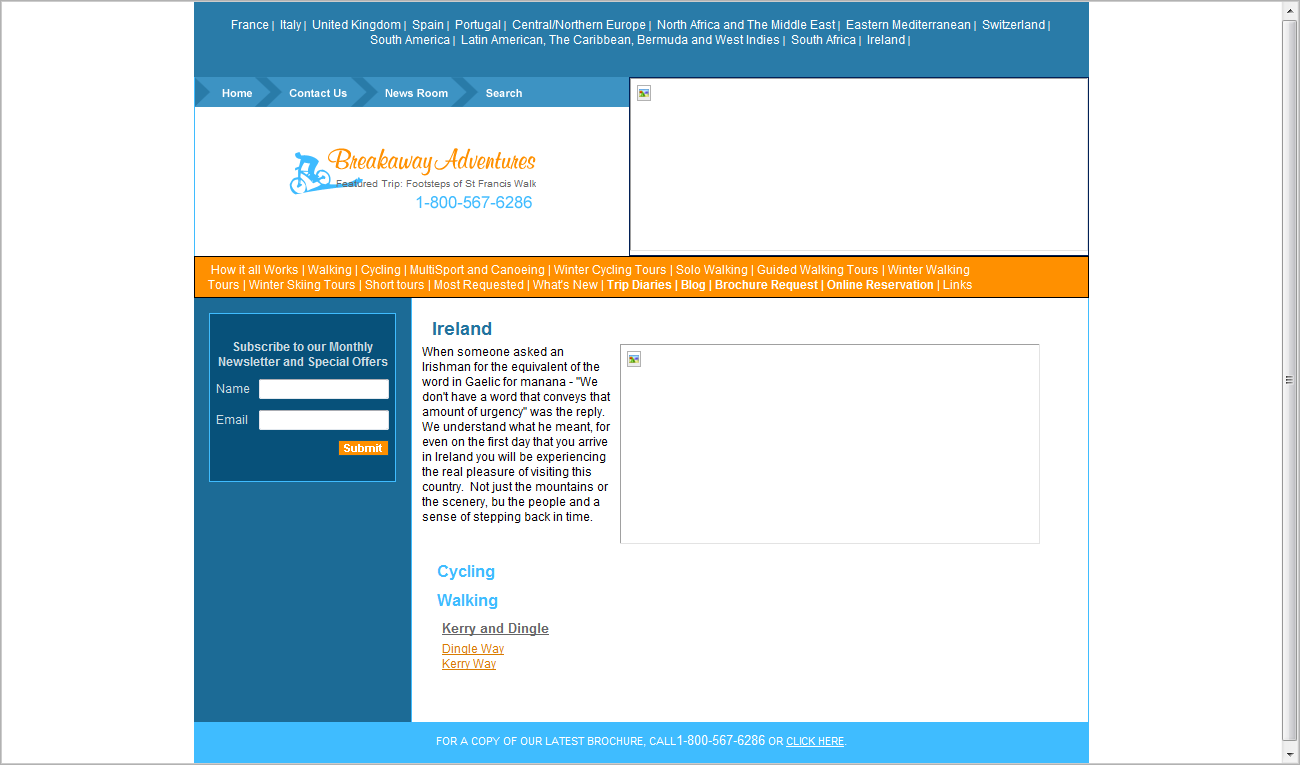 France | Italy | United Kingdom | Spain | Portugal | Central/Northern Europe | North Africa and The Middle East | Eastern Mediterranean | Switzerland |
South America | Latin American, The Caribbean, Bermuda and West Indies | South Africa | Ireland |
Home Contact Us News Room Search
Breakaway Adventures
Featured Trip: Footsteps of St Francis Walk
1-800-567-6286
How it all Works | Walking | Cycling | MultiSport and Canoeing | Winter Cycling Tours | Solo Walking | Guided Walking Tours | Winter Walking
Tours | Winter Skiing Tours | Short tours | Most Requested | What's New | Trip Diaries | Blog | Brochure Request | Online Reservation | Links
Subscribe to our Monthly
Newsletter and Special Offers
Name
Email
Submit
Ireland
When someone asked an
Irishman for the equivalent of the
word in Gaelic for manana - "We
don't have a word that conveys that
amount of urgency" was the reply.
We understand what he meant, for
even on the first day that you arrive
in Ireland you will be experiencing
the real pleasure of visiting this
country. Not just the mountains or
the scenery, bu the people and a
sense of stepping back in time.
Cycling
Walking
Kerry and Dingle
Dingle Way
Kerry Way
FOR A COPY OF OUR LATEST BROCHURE, CALL1-800-567-6286 OR CLICK HERE.